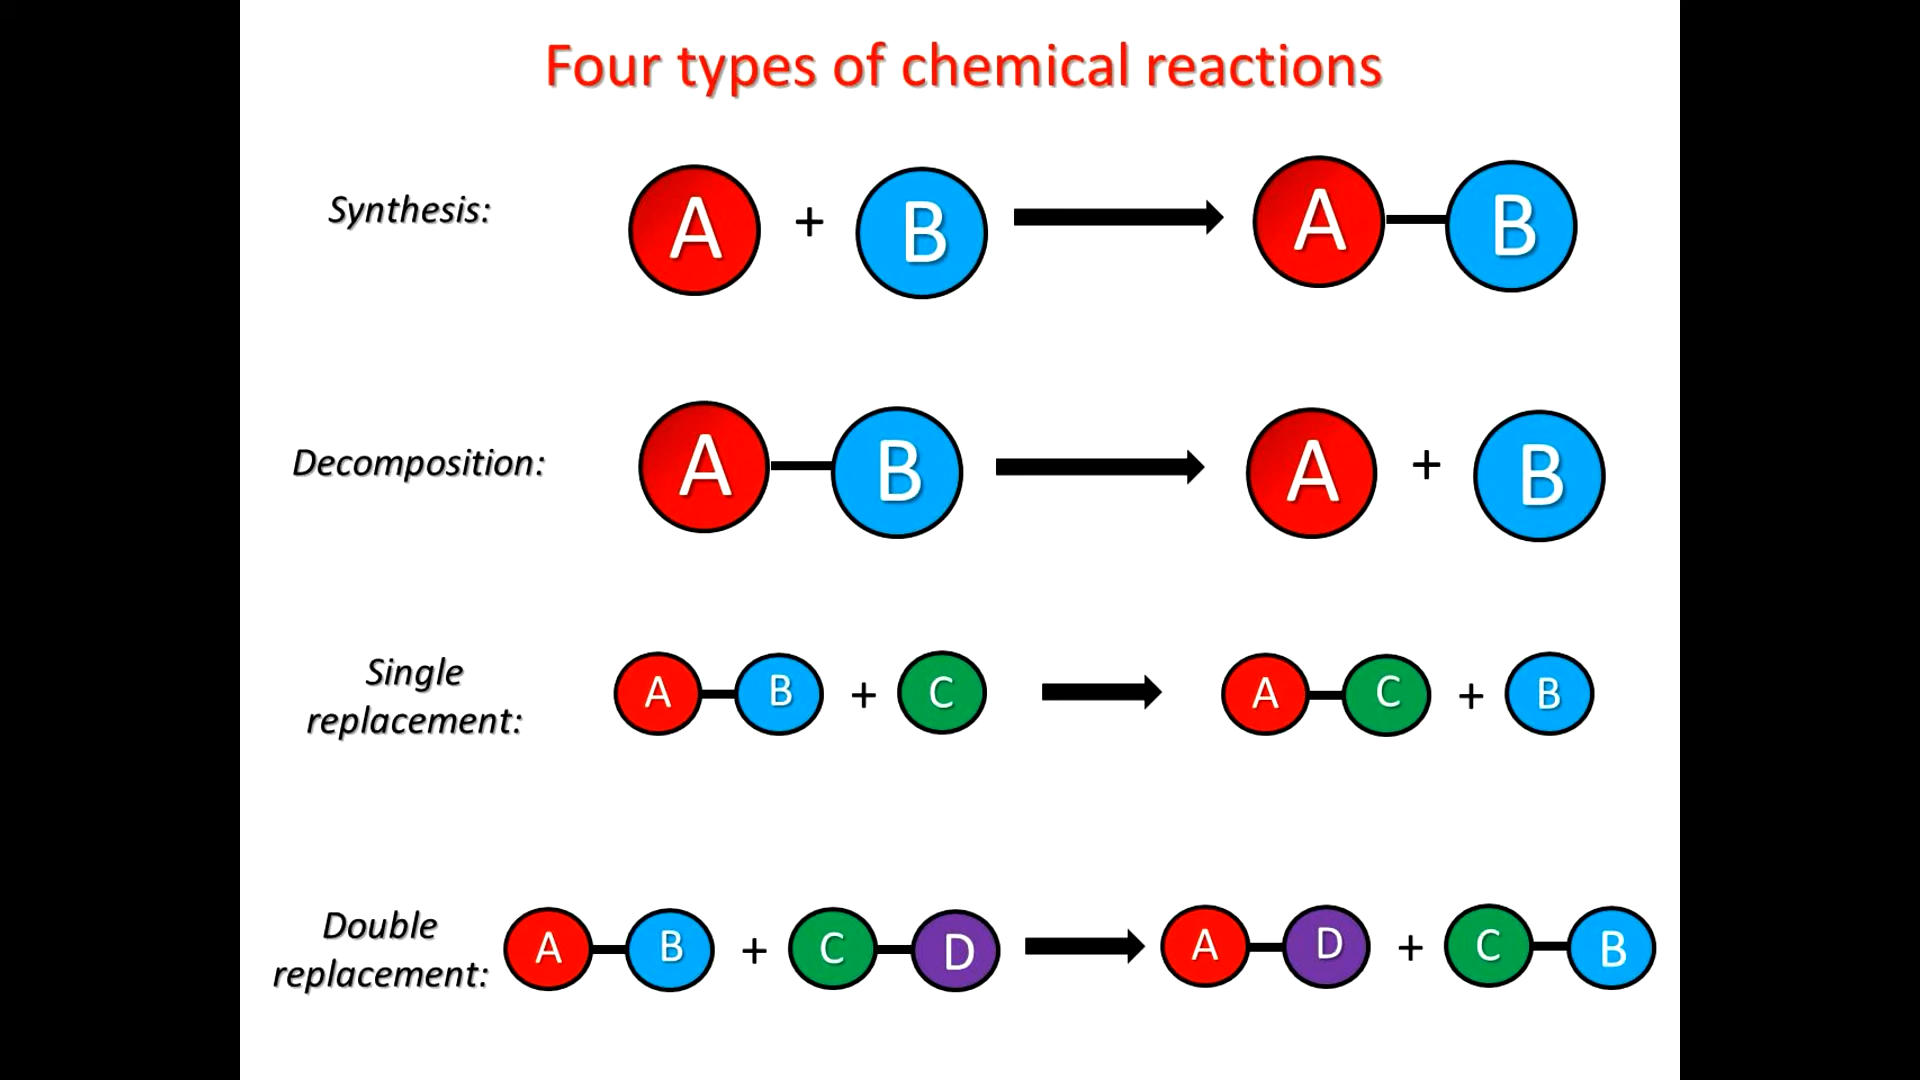 Four types of chemical reactions
Synthesis: A + B A B
Decomposition: A B A + B
Single
replacement: A B + C A C + B
Double
replacement: A B + C D A D + C B